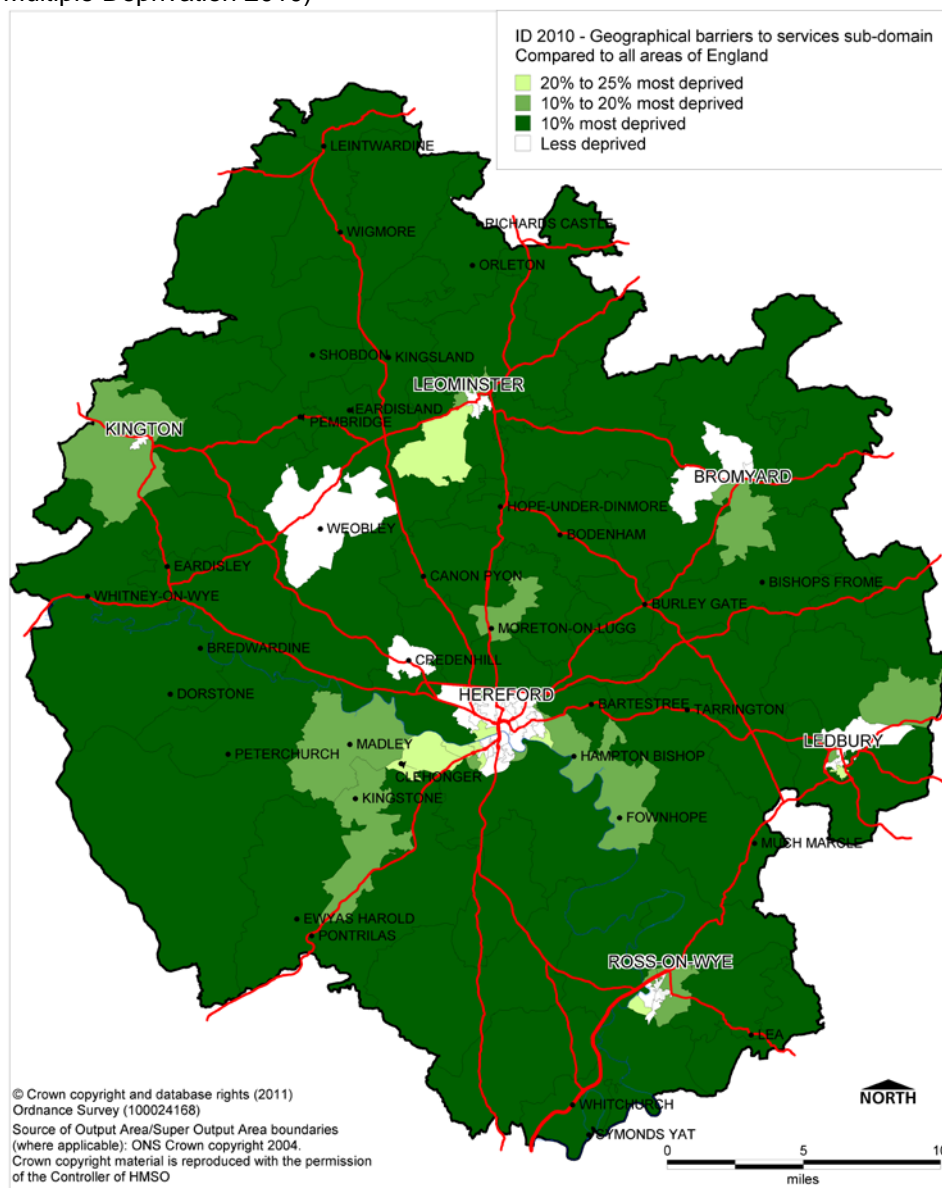 Multiple Deprivation 2010)
ID 2010 - Geographical barriers to services sub-domain
Compared to all areas of England
20% to 25% most deprived
10% to 20% most deprived
10% most deprived
Less deprived
LEINTWARDINE
RICHARDS CASTLE
WIGMORE
ORLETON
SHOBDON
KINGSLAND
LEOMINSTER
EARDISLAND
PEMBRIDGE
KINGTON
BROMYARD
HOPE-UNDER-DINMORE
WEOBLEY
BODENHAM
EARDISLEY
CANON PYON
BISHOPS FROME
WHITNEY-ON-WYE
BURLEY GATE
MORETON-ON-LUGG
BREDWARDINE
CREDENHILL
DORSTONE
HEREFORD
BARTESTREE
TARRINGTON
LEDBURY
MADLEY
PETERCHURCH
HAMPTON BISHOP
CLEHONGER
KINGSTONE
FOWNHOPE
MUCH MARCLE
EWYAS HAROLD
PONTRILAS
ROSS-ON-WYE
LEA
WHITCHURCH
SYMONDS YAT
NORTH
0 5 10
miles
© Crown copyright and database rights (2011)
Ordnance Survey (100024168)
Source of Output Area/Super Output Area boundaries
(where applicable): ONS Crown copyright 2004.
Crown copyright material is reproduced with the permission
of the Controller of HMSO